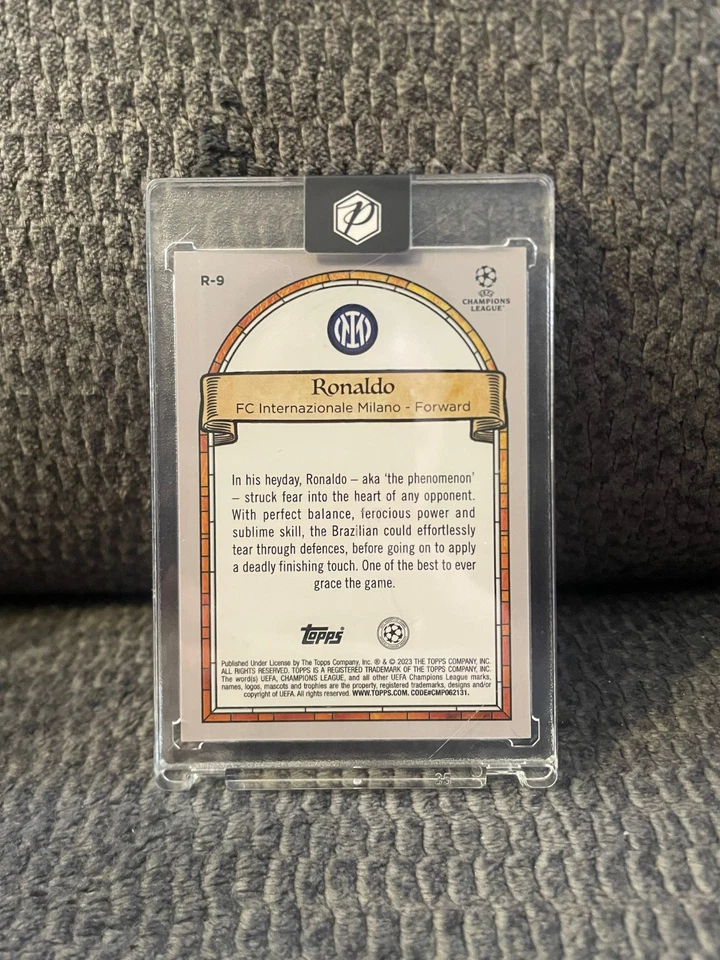 P
R-9
CHAMPIONS
LEAGUE
Ronaldo
FC Internazionale Milano - Forward
In his heyday, Ronaldo – aka ‘the phenomenon’
– struck fear into the heart of any opponent.
With perfect balance, ferocious power and
sublime skill, the Brazilian could effortlessly
tear through defences, before going on to apply
a deadly finishing touch. One of the best to ever
grace the game.
Topps
Published Under License by The Topps Company, Inc. ® & © 2023 THE TOPPS COMPANY, INC.
ALL RIGHTS RESERVED. TOPPS IS A REGISTERED TRADEMARK OF THE TOPPS COMPANY, INC.
The word(s) UEFA, CHAMPIONS LEAGUE, and all other UEFA Champions League marks,
names, logos, mascots and trophies are the property, registered trademarks, designs and/or
copyright of UEFA. All rights reserved. WWW.TOPPS.COM. CODE#CMP062131.
35